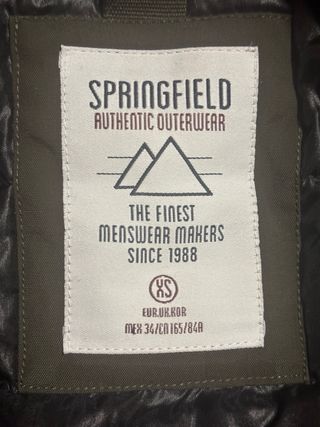 SPRINGFIELD
AUTHENTIC OUTERWEAR
THE FINEST
MENSWEAR MAKERS
SINCE 1988
XS
EUR.UK.KOR
MEX 34/CN 165/84A